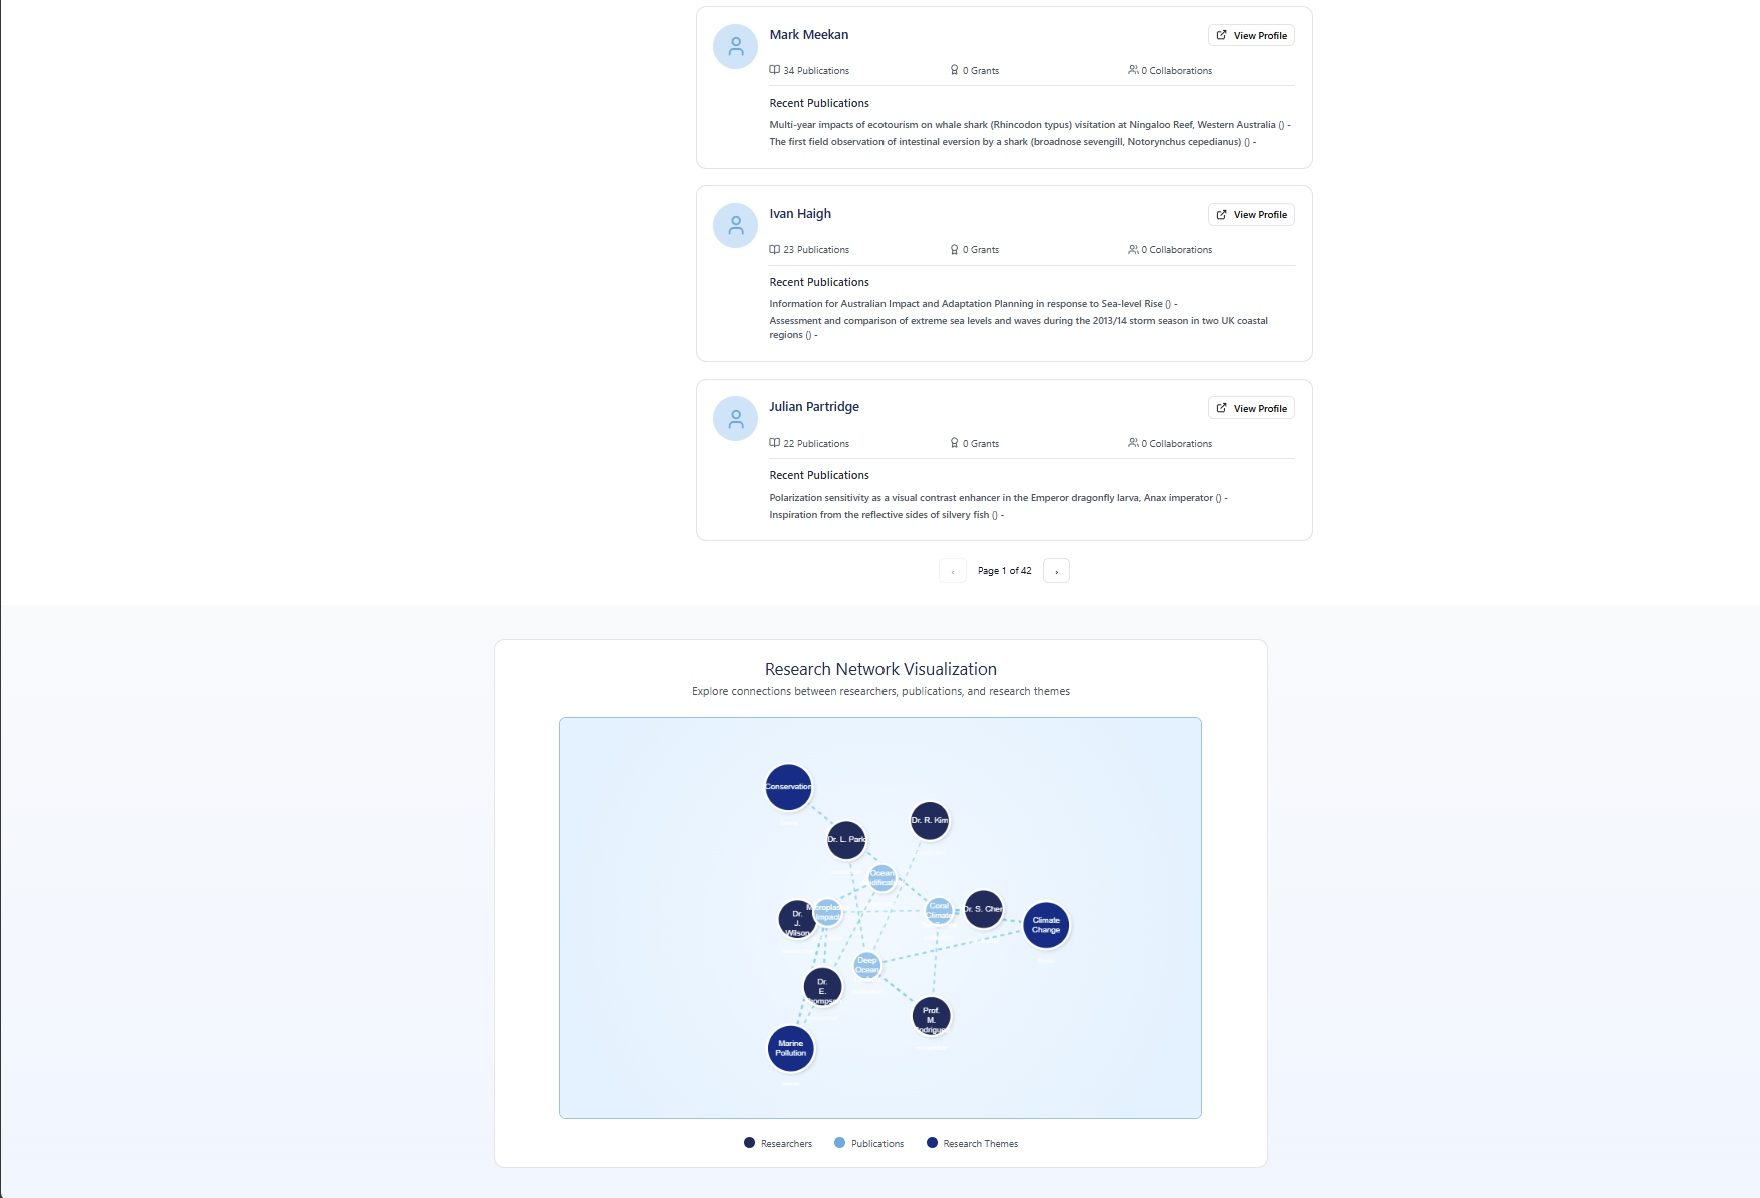 Mark Meekan
View Profile
34 Publications
0 Grants
0 Collaborations
Recent Publications
Multi-year impacts of ecotourism on whale shark (Rhincodon typus) visitation at Ningaloo Reef, Western Australia () -
The first field observation of intestinal eversion by a shark (broadnose sevengill, Notorynchus cepedianus) () -
Ivan Haigh
View Profile
23 Publications
0 Grants
0 Collaborations
Recent Publications
Information for Australian Impact and Adaptation Planning in response to Sea-level Rise () -
Assessment and comparison of extreme sea levels and waves during the 2013/14 storm season in two UK coastal
regions () -
Julian Partridge
View Profile
22 Publications
0 Grants
0 Collaborations
Recent Publications
Polarization sensitivity as a visual contrast enhancer in the Emperor dragonfly larva, Anax imperator () -
Inspiration from the reflective sides of silvery fish () -
‹ Page 1 of 42 ›
Research Network Visualization
Explore connections between researchers, publications, and research themes
Conservation
Dr. R. Kim
Dr. L. Park
Ocean
Coral
Climate
Dr. S. Chen
Dr.
J.
Wilson
Impact
Climate
Change
Deep
Ocean
Dr.
E.
Prof.
M.
Marine
Pollution
Researchers
Publications
Research Themes